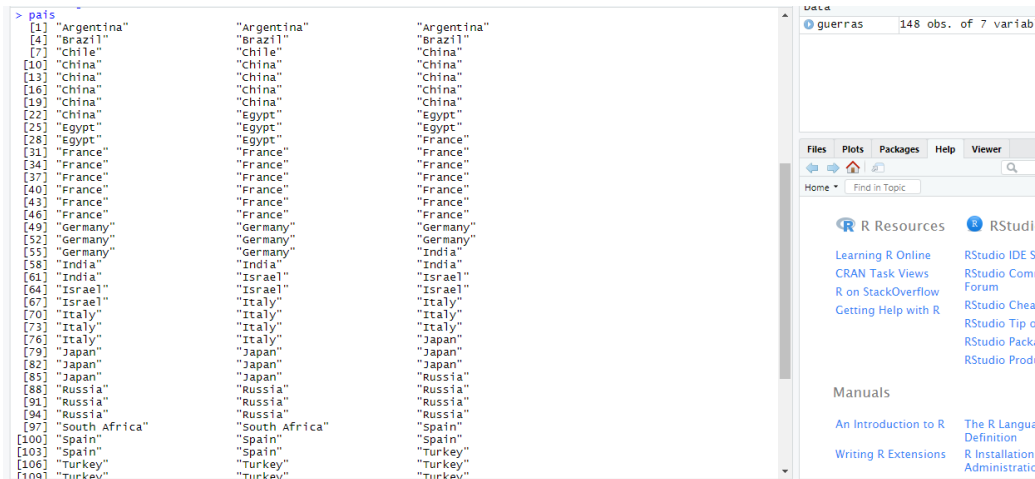 > pais
[1] "Argentina" "Argentina" "Argentina"
[4] "Brazil" "Brazil" "Brazil"
[7] "Chile" "Chile" "China"
[10] "China" "China" "China"
[13] "China" "China" "China"
[16] "China" "China" "China"
[19] "China" "China" "China"
[22] "China" "Egypt" "Egypt"
[25] "Egypt" "Egypt" "Egypt"
[28] "Egypt" "Egypt" "France"
[31] "France" "France" "France"
[34] "France" "France" "France"
[37] "France" "France" "France"
[40] "France" "France" "France"
[43] "France" "France" "France"
[46] "France" "France" "France"
[49] "Germany" "Germany" "Germany"
[52] "Germany" "Germany" "Germany"
[55] "Germany" "Germany" "India"
[58] "India" "India" "India"
[61] "India" "Israel" "Israel"
[64] "Israel" "Israel" "Israel"
[67] "Israel" "Italy" "Italy"
[70] "Italy" "Italy" "Italy"
[73] "Italy" "Italy" "Italy"
[76] "Italy" "Italy" "Japan"
[79] "Japan" "Japan" "Japan"
[82] "Japan" "Japan" "Japan"
[85] "Japan" "Japan" "Russia"
[88] "Russia" "Russia" "Russia"
[91] "Russia" "Russia" "Russia"
[94] "Russia" "Russia" "Russia"
[97] "South Africa" "South Africa" "Spain"
[100] "Spain" "Spain" "Spain"
[103] "Spain" "Spain" "Turkey"
[106] "Turkey" "Turkey" "Turkey"
[109] "Turkey" "Turkey" "Turkey"
Data
guerras 148 obs. of 7 variab
Files Plots Packages Help Viewer
Home Find in Topic
R R Resources
Learning R Online
CRAN Task Views
R on StackOverflow
Getting Help with R
R RStudi
RStudio IDE S
RStudio Com
Forum
RStudio Chea
RStudio Tip o
RStudio Pack
RStudio Prod
Manuals
An Introduction to R
Writing R Extensions
The R Langua
Definition
R Installation
Administratio